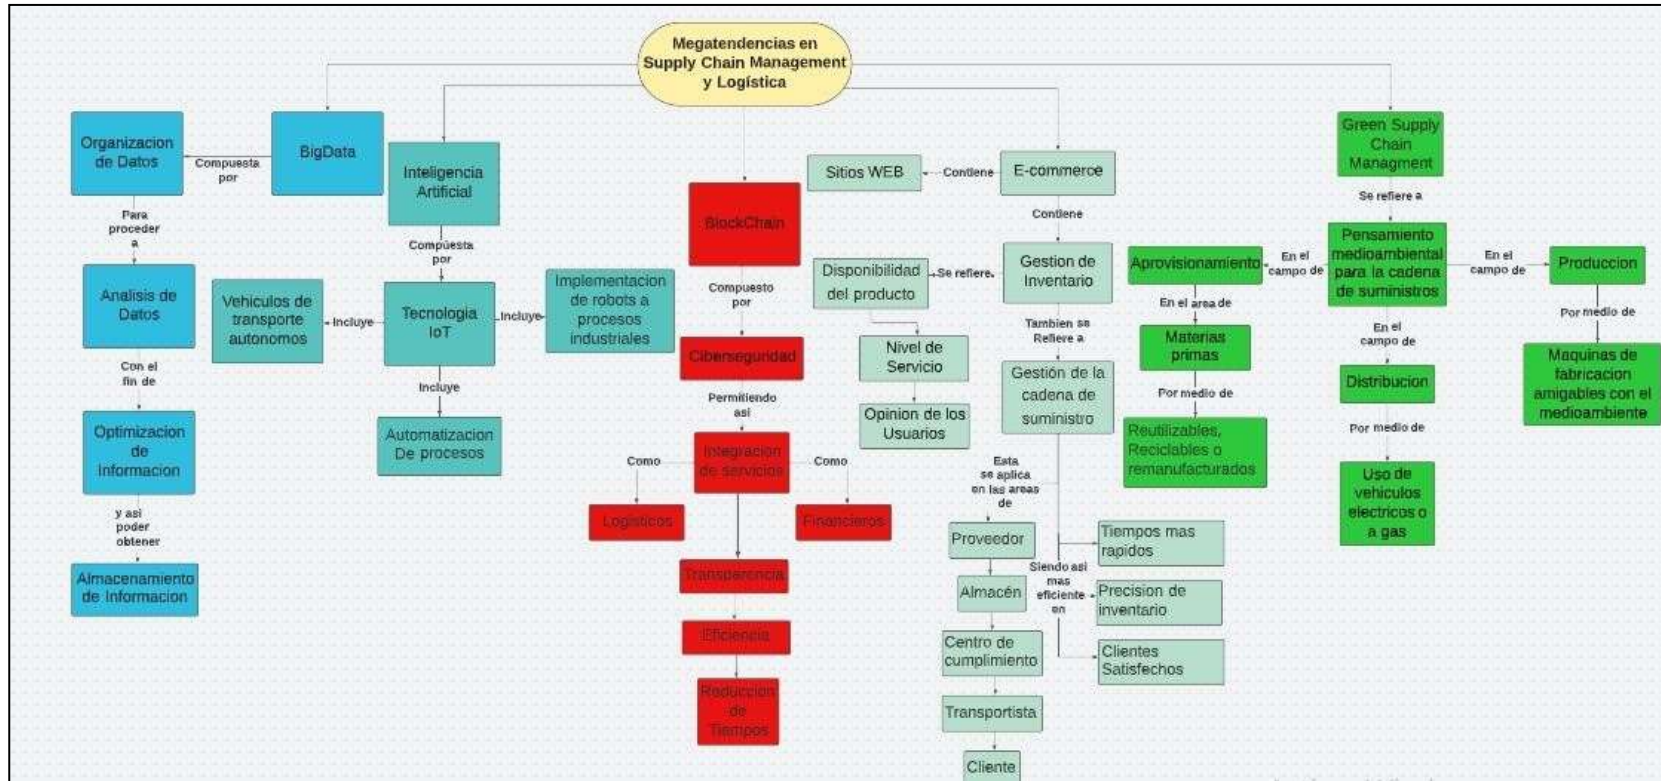 Megatendencias en
Supply Chain Management
y Logística
Organizacion
de Datos
Compuesta
por
BigData
Para
proceder
a
Analisis de
Datos
Con el
fin de
Optimizacion
de
Informacion
y asi
poder
obtener
Almacenamiento
de Informacion
Inteligencia
Artificial
Compuesta
por
Tecnologia
IoT
Incluye
Vehiculos de
transporte
autonomos
Incluye
Implementacion
de robots a
procesos
industriales
Incluye
Automatizacion
De procesos
BlockChain
Compuesto
por
Ciberseguridad
Permitiendo
asi
Integracion
de servicios
Como
Logisticos
Como
Financieros
Transperencia
Eficiencia
Reduccion
de
Tiempos
E-commerce
Contiene
Sitios WEB
Contiene
Gestion de
Inventario
Se refiere
Disponibilidad
del producto
Nivel de
Servicio
Opinion de los
Usuarios
Tambien se
Refiere a
Gestión de la
cadena de
suministro
Esta
se aplica
en las areas
de
Proveedor
Almacén
Centro de
cumplimiento
Transportista
Cliente
Siendo asi
mas
eficiente
en
Tiempos mas
rapidos
Precision de
inventario
Clientes
Satisfechos
Green Supply
Chain
Managment
Se refiere a
Pensamiento
medioambiental
para la cadena
de suministros
En el
campo de
Aprovisionamiento
En el area de
Materias
primas
Por medio de
Reutilizables,
Reciclables o
remanufacturados
En el
campo de
Distribucion
Por medio de
Uso de
vehiculos
electricos o
a gas
En el
campo de
Produccion
Por medio de
Maquinas de
fabricacion
amigables con el
medioambiente